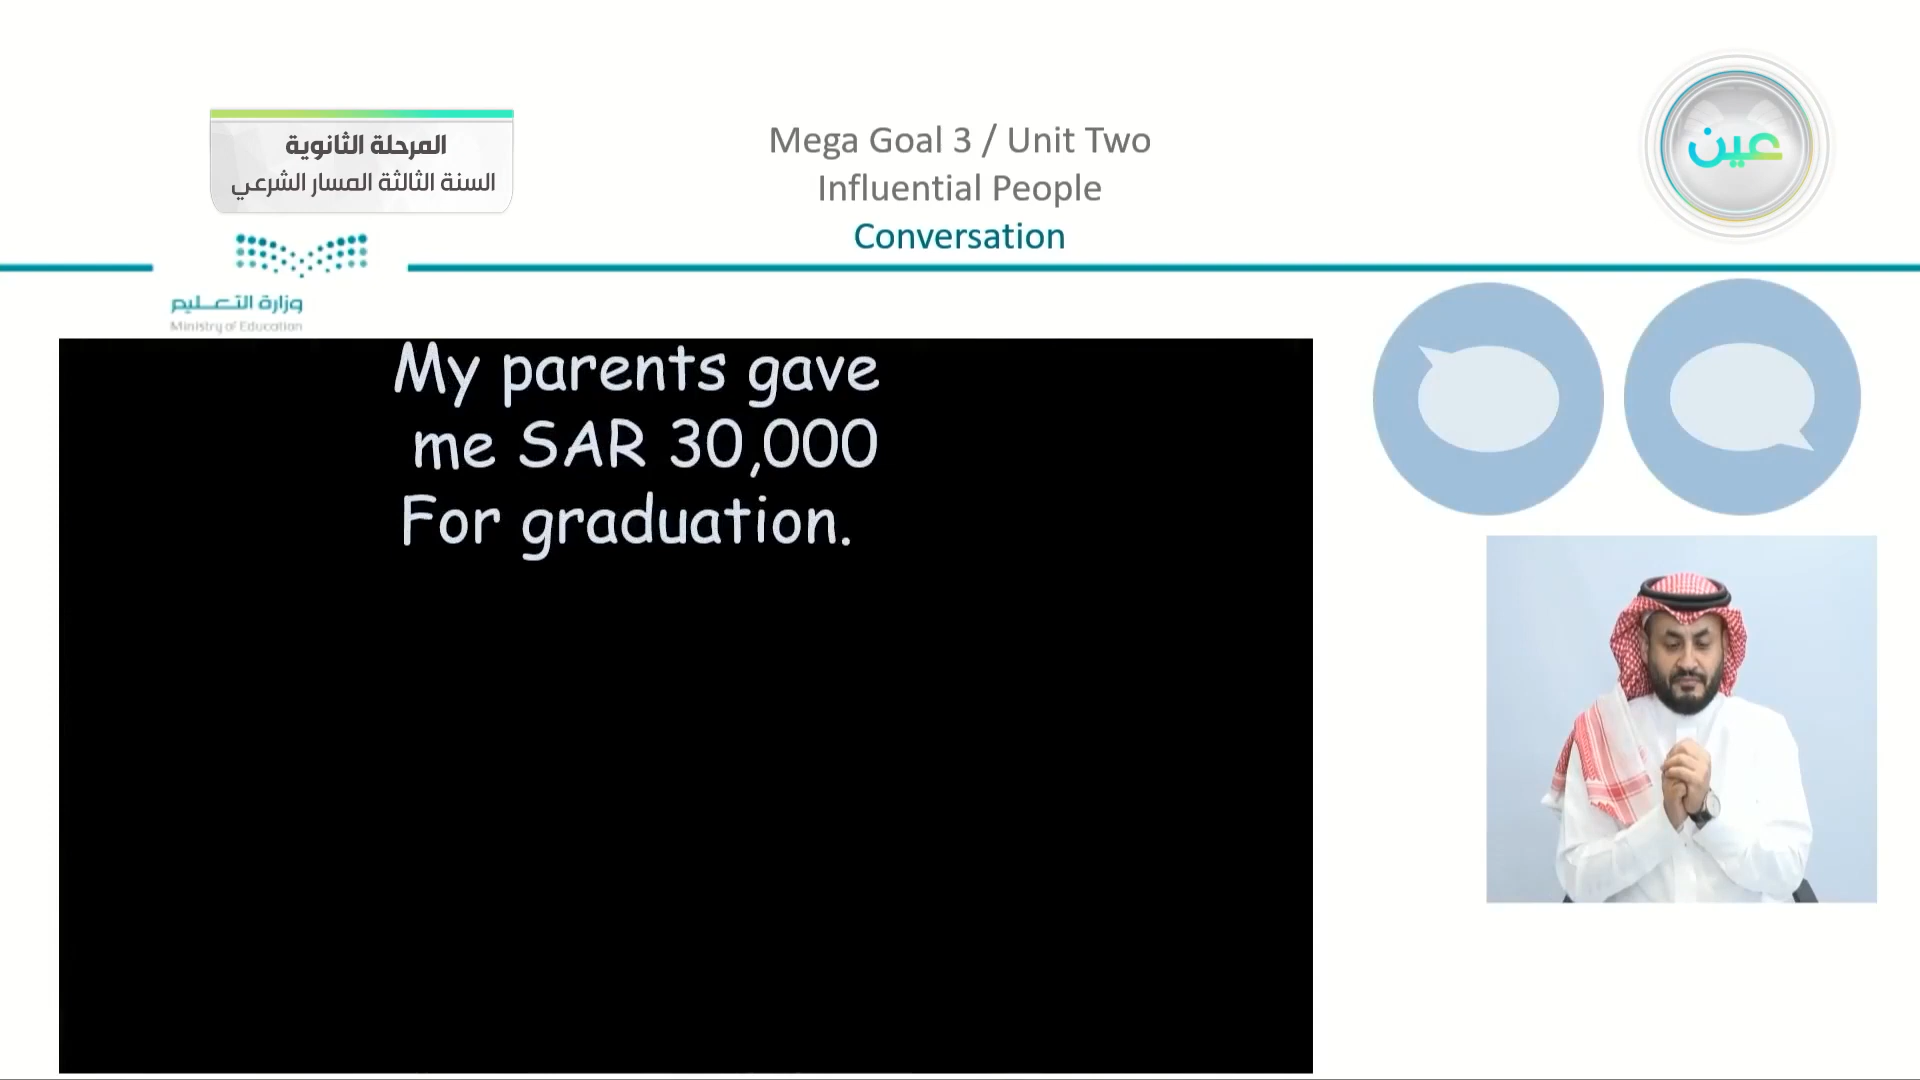 المرحلة الثانوية
السنة الثالثة المسار الشرعي
Mega Goal 3 / Unit Two
Influential People
Conversation
عين
وزارة التعليم
Ministry of Education
My parents gave
me SAR 30,000
For graduation.